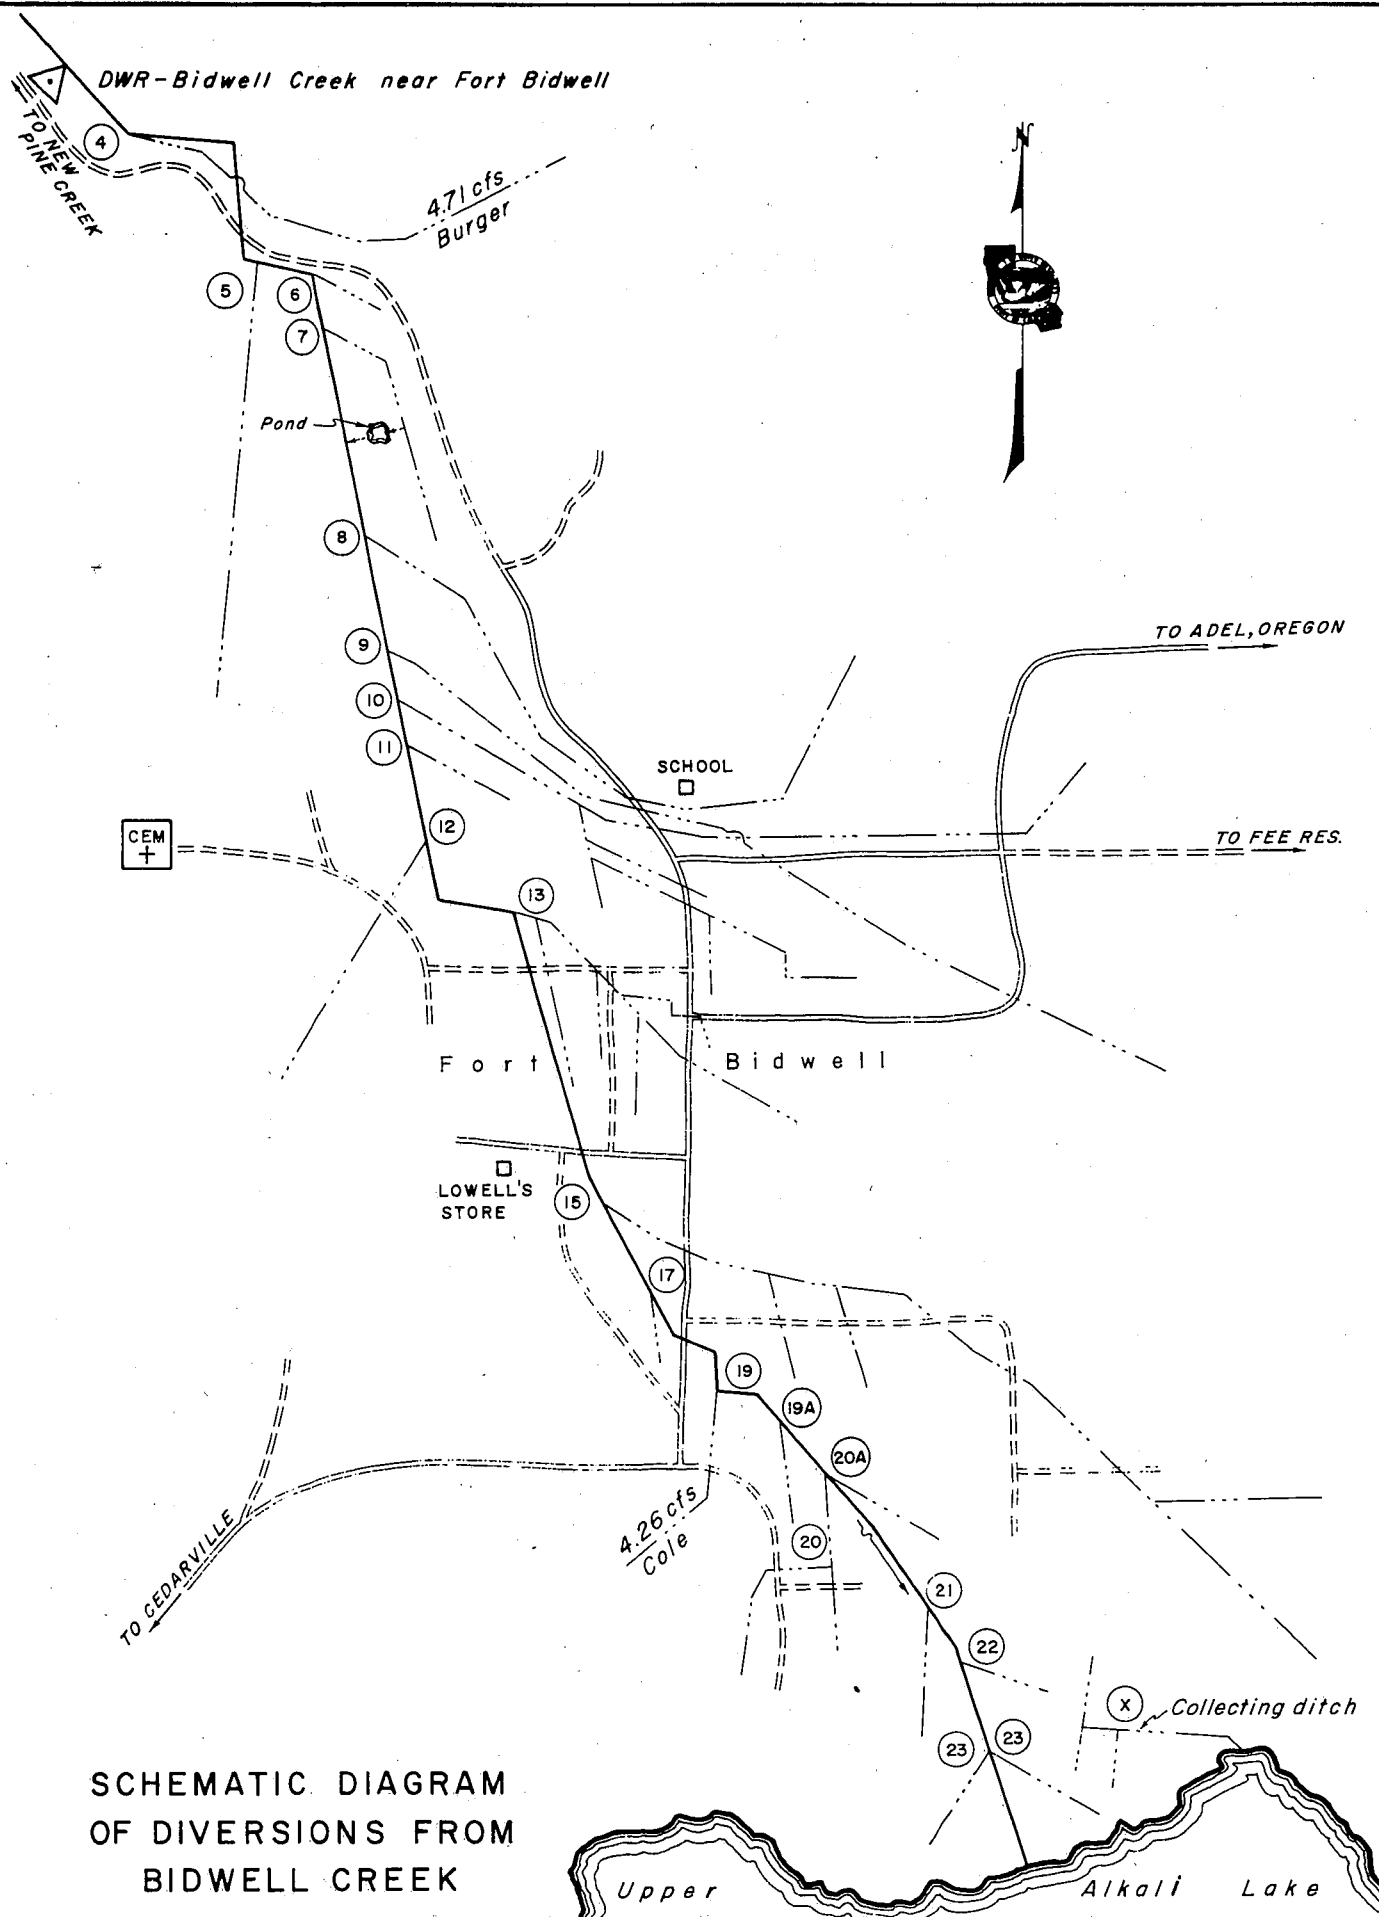 DWR-Bidwell Creek near Fort Bidwell
4
TO NEW
PINE CREEK
N
4.71 cfs
Burger
5
6
7
Pond
8
9
TO ADEL, OREGON
10
11
SCHOOL
12
CEM
TO FEE RES.
13
Fort Bidwell
LOWELL'S
STORE
15
17
19
19A
20A
4.26 cfs
Cole
20
TO CEDARVILLE
21
22
X
Collecting ditch
23
23
SCHEMATIC DIAGRAM
OF DIVERSIONS FROM
BIDWELL CREEK
Upper Alkali Lake